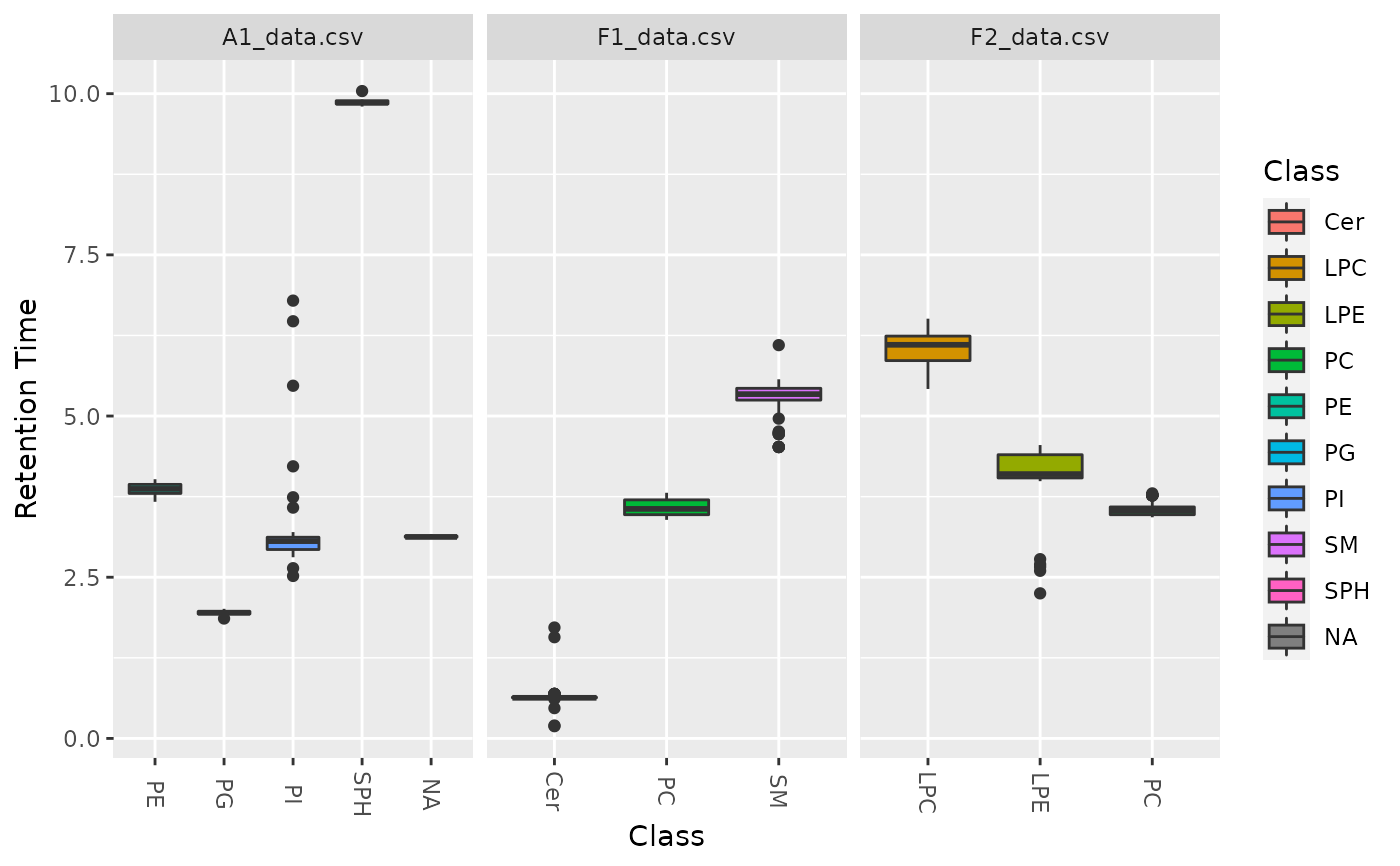 A1_data.csv
F1_data.csv
F2_data.csv
Retention Time
10.0
7.5
5.0
2.5
0.0
PE
PG
PI
SPH
NA
Cer
PC
SM
LPC
LPE
PC
Class
Class
Cer
LPC
LPE
PC
PE
PG
PI
SM
SPH
NA